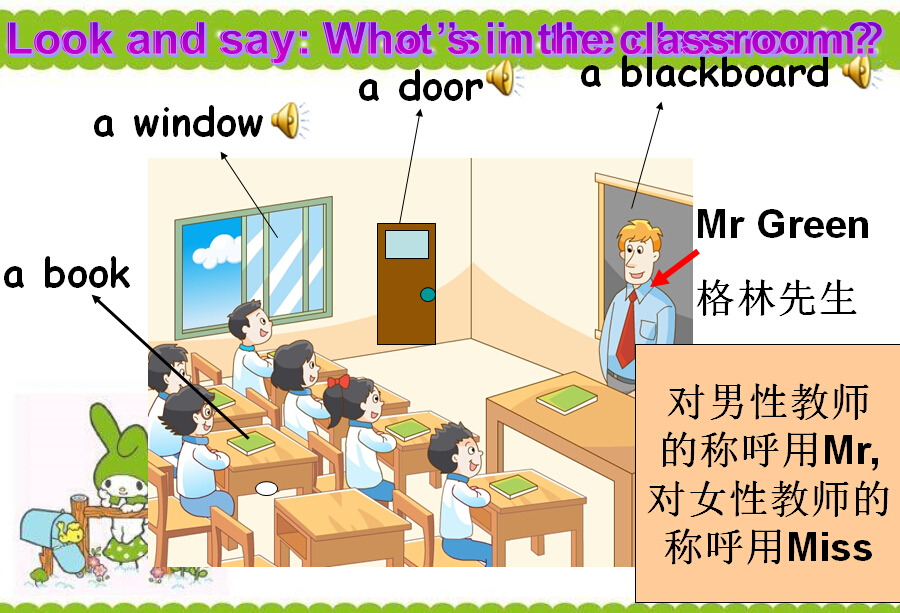 Look and say: What's in the classroom?
a door
a blackboard
a window
Mr Green
a book
格林先生
对男性教师
的称呼用Mr,
对女性教师的
称呼用Miss